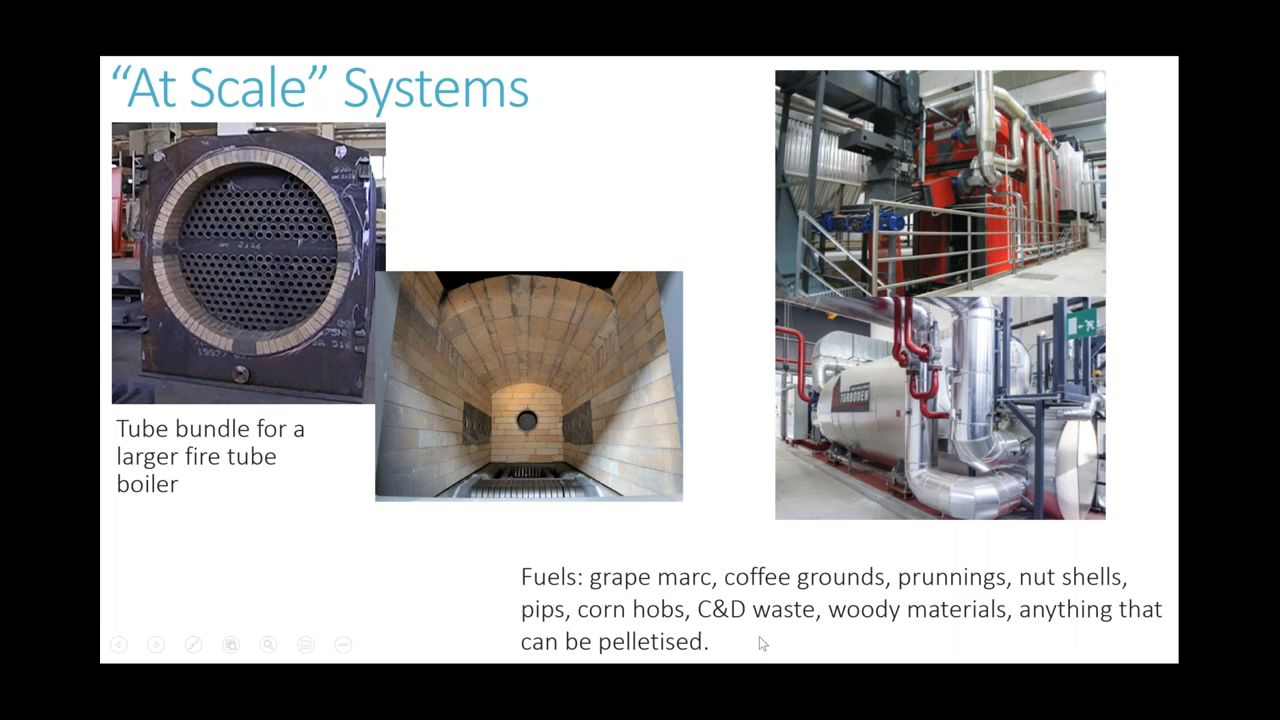 “At Scale” Systems
Tube bundle for a
larger fire tube
boiler
TURBODEN
Fuels: grape marc, coffee grounds, prunnings, nut shells,
pips, corn hobs, C&D waste, woody materials, anything that
can be pelletised.